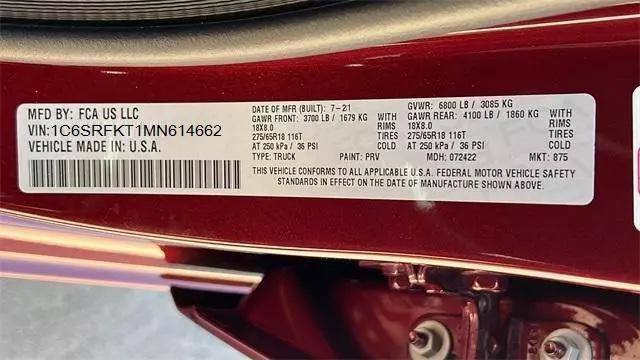 MFD BY: FCA US LLC
VIN:1C6SRFKT1MN614662
VEHICLE MADE IN: U.S.A.
DATE OF MFR (BUILT): 7-21
GAWR FRONT: 3700 LB / 1679 KG WITH
18X8.0 RIMS
275/65R18 116T TIRES
AT 250 kPa / 36 PSI COLD
TYPE: TRUCK PAINT: PRV
GVWR: 6800 LB / 3085 KG
GAWR REAR: 4100 LB / 1860 KG WITH
18X8.0 RIMS
275/65R18 116T TIRES
AT 250 kPa / 36 PSI COLD
MDH: 072422 MKT: 875
THIS VEHICLE CONFORMS TO ALL APPLICABLE U.S.A. FEDERAL MOTOR VEHICLE SAFETY
STANDARDS IN EFFECT ON THE DATE OF MANUFACTURE SHOWN ABOVE.